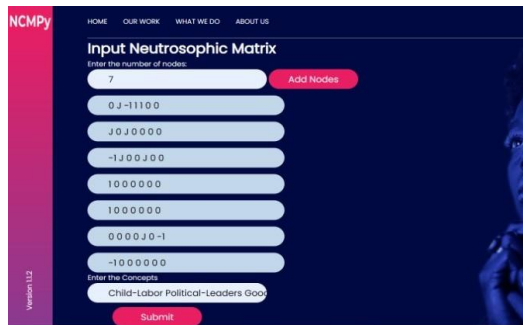 NCMPy
HOME OUR WORK WHAT WE DO ABOUT US
Input Neutrosophic Matrix
Enter the number of nodes:
7 Add Nodes
0 J -1 1 1 0 0
J 0 J 0 0 0 0
-1 J 0 0 J 0 0
1 0 0 0 0 0 0
1 0 0 0 0 0 0
0 0 0 0 J 0 -1
-1 0 0 0 0 0 0
Enter the Concepts
Child-Labor Political-Leaders Good
Submit
Version 1.1.2